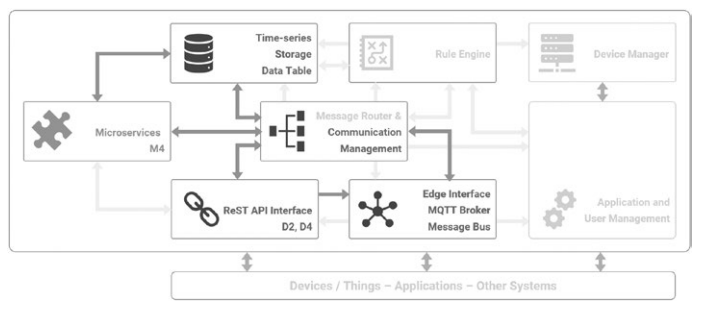 Time-series
Storage
Data Table
Rule Engine
Device Manager
Microservices
M4
Message Router &
Communication
Management
ReST API Interface
D2, D4
Edge Interface
MQTT Broker
Message Bus
Application and
User Management
Devices / Things – Applications – Other Systems